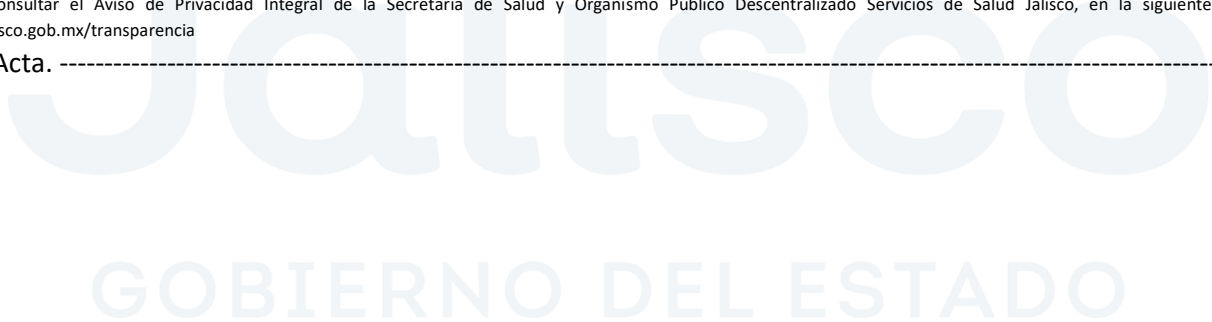 onsultar el Aviso de Privacidad Integral de la Secretaría de Salud y Organismo Público Descentralizado Servicios de Salud Jalisco, en la siguiente
sco.gob.mx/transparencia
Acta. --------------------------------------------------------------------------------------------------------------------------------
Jalisco
GOBIERNO DEL ESTADO